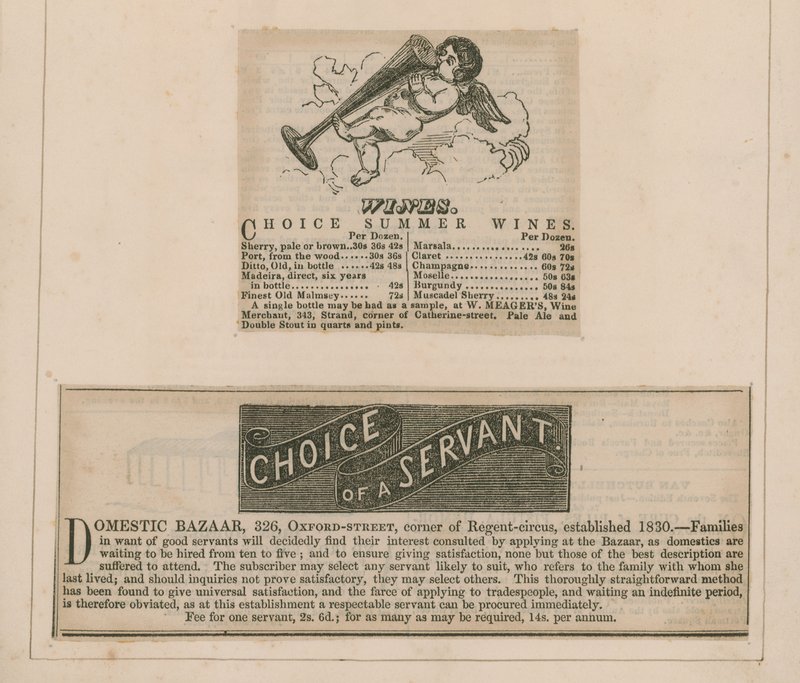 WINES.
CHOICE SUMMER WINES.
Per Dozen.
Sherry, pale or brown..30s 36s 42s
Port, from the wood......30s 36s
Ditto, Old, in bottle ......42s 48s
Madeira, direct, six years
in bottle................ 42s
Finest Old Malmsey...... 72s
Per Dozen.
Marsala.................. 26s
Claret ................42s 60s 70s
Champagne.............. 60s 72s
Moselle.................. 50s 63s
Burgundy ................ 50s 84s
Muscadel Sherry ......... 48s 24s
A single bottle may be had as a sample, at W. MEAGER'S, Wine
Merchant, 343, Strand, corner of Catherine-street. Pale Ale and
Double Stout in quarts and pints.
CHOICE
OF A SERVANT.
DOMESTIC BAZAAR, 326, OXFORD-STREET, corner of Regent-circus, established 1830.—Families
in want of good servants will decidedly find their interest consulted by applying at the Bazaar, as domestics are
waiting to be hired from ten to five; and to ensure giving satisfaction, none but those of the best description are
suffered to attend. The subscriber may select any servant likely to suit, who refers to the family with whom she
last lived; and should inquiries not prove satisfactory, they may select others. This thoroughly straightforward method
has been found to give universal satisfaction, and the farce of applying to tradespeople, and waiting an indefinite period,
is therefore obviated, as at this establishment a respectable servant can be procured immediately.
Fee for one servant, 2s. 6d.; for as many as may be required, 14s. per annum.